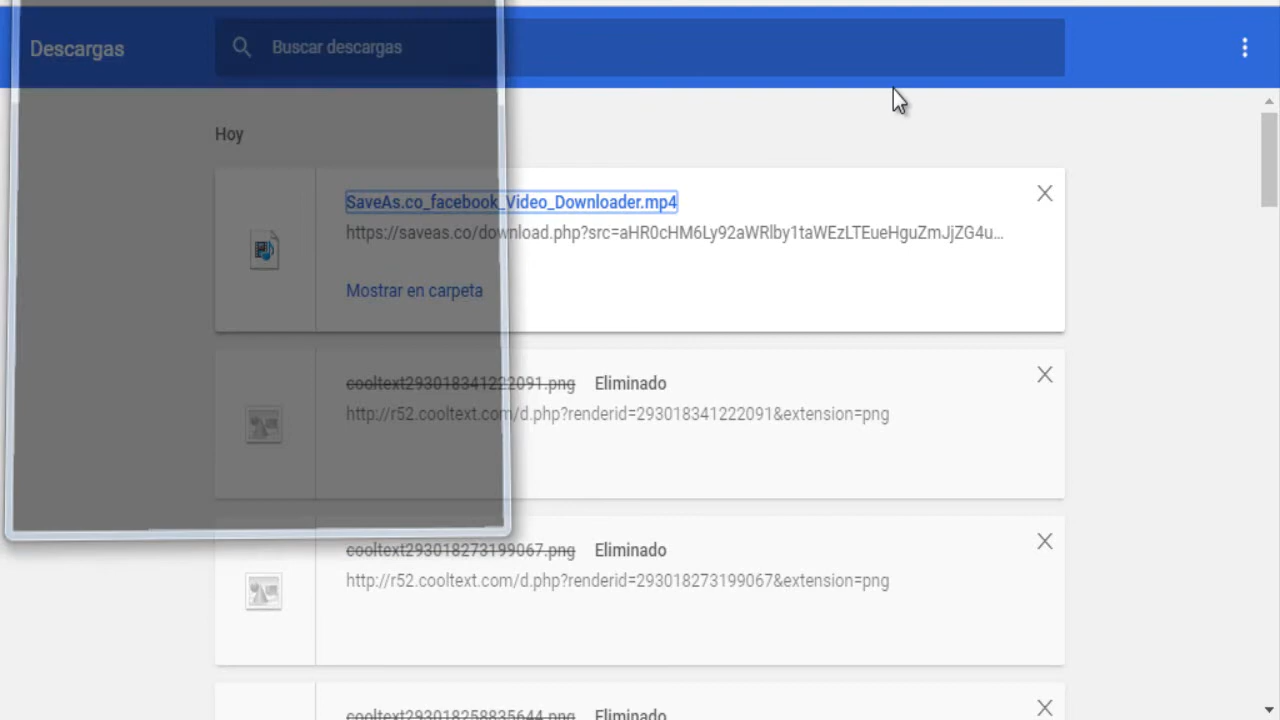 Descargas
Buscar descargas
Hoy
SaveAs.co_facebook_Video_Downloader.mp4
https://saveas.co/download.php?src=aHR0cHM6Ly92aWRlby1taWEzLTEueHguZmJjZG4u...
Mostrar en carpeta
cooltext293018341222091.png Eliminado
http://r52.cooltext.com/d.php?renderid=293018341222091&extension=png
cooltext293018273199067.png Eliminado
http://r52.cooltext.com/d.php?renderid=293018273199067&extension=png
cooltext293018258835644.png Eliminado